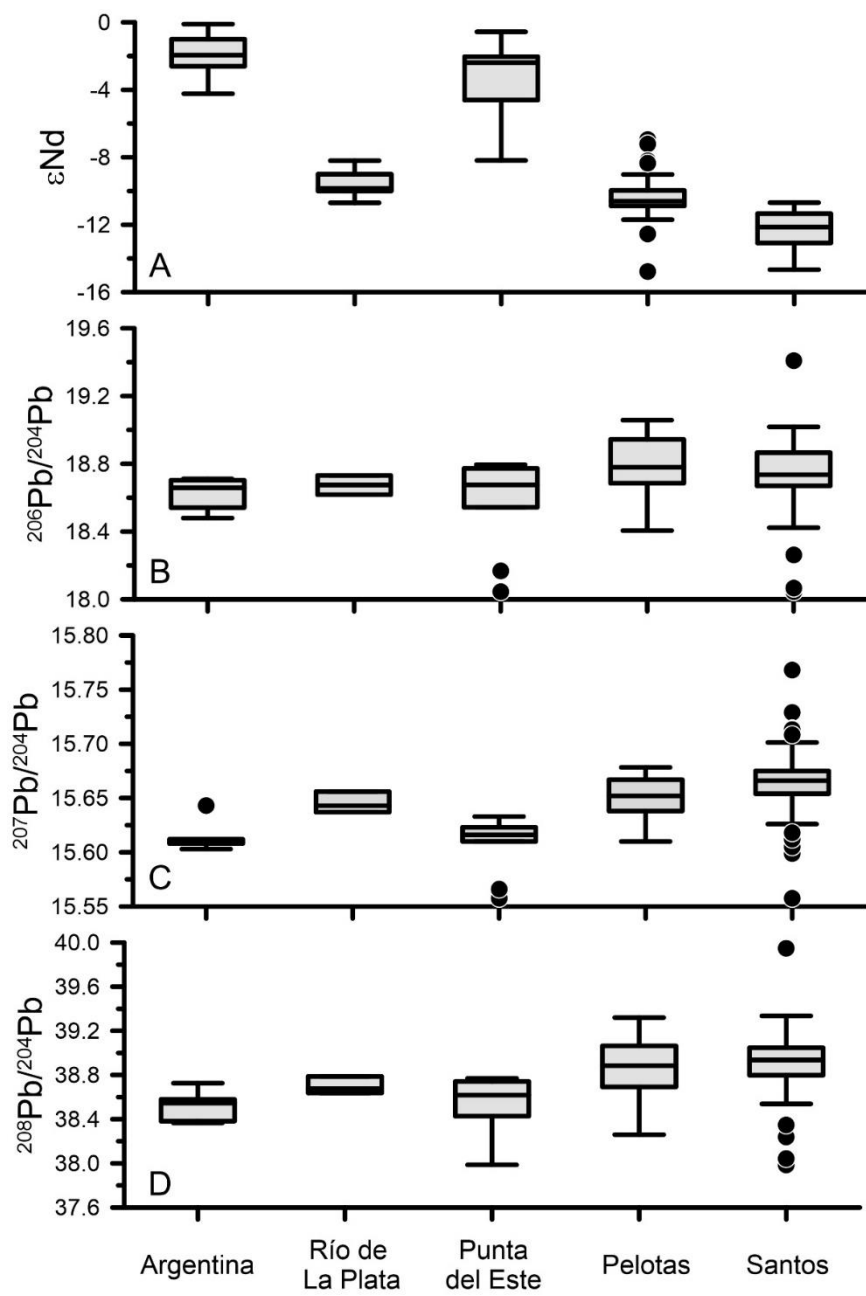 0
-4
-8
-12
-16
εNd
A
19.6
19.2
18.8
18.4
18.0
²⁰⁶Pb/²⁰⁴Pb
B
15.80
15.75
15.70
15.65
15.60
15.55
²⁰⁷Pb/²⁰⁴Pb
C
40.0
39.6
39.2
38.8
38.4
38.0
37.6
²⁰⁸Pb/²⁰⁴Pb
D
Argentina
Río de
La Plata
Punta
del Este
Pelotas
Santos